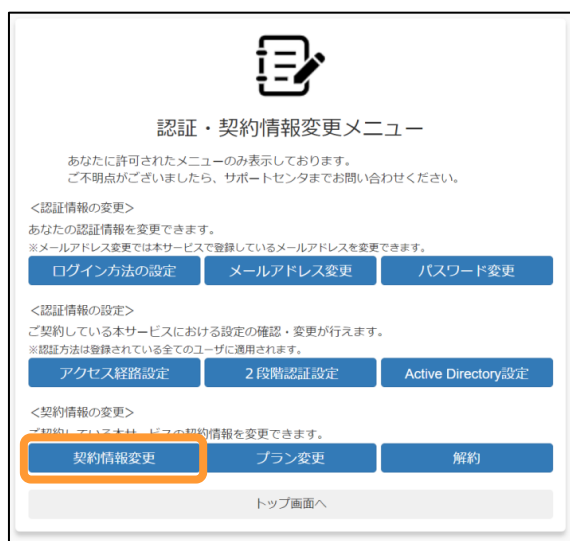 認証・契約情報変更メニュー
あなたに許可されたメニューのみ表示しております。
ご不明点がございましたら、サポートセンタまでお問い合わせください。
＜認証情報の変更＞
あなたの認証情報を変更できます。
※メールアドレス変更では本サービスで登録しているメールアドレスを変更できます。
ログイン方法の設定 メールアドレス変更 パスワード変更
＜認証情報の設定＞
ご契約している本サービスにおける設定の確認・変更が行えます。
※認証方法は登録されている全てのユーザに適用されます。
アクセス経路設定 2段階認証設定 Active Directory設定
＜契約情報の変更＞
ご契約している本サービスの契約情報を変更できます。
契約情報変更 プラン変更 解約
トップ画面へ